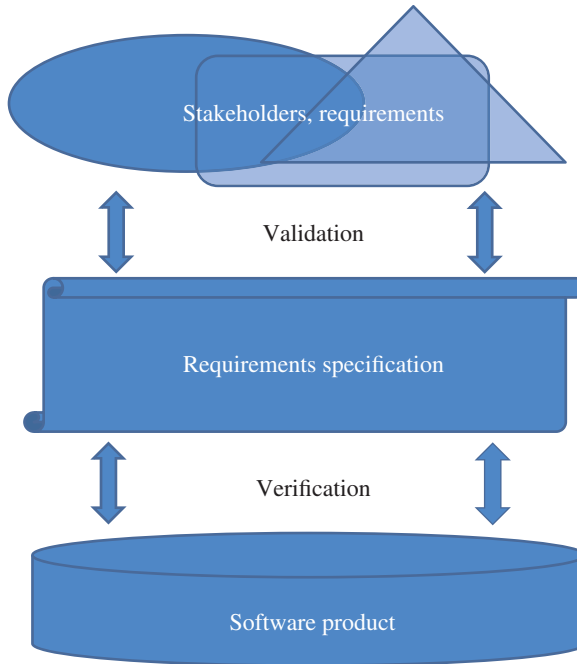 Stakeholders, requirements
Validation
Requirements specification
Verification
Software product